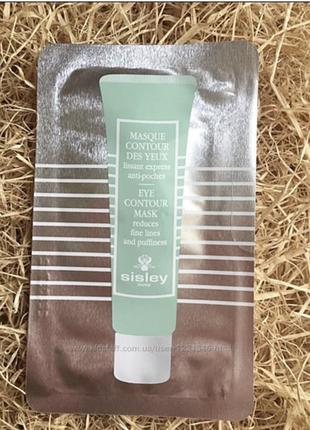 MASQUE
CONTOUR
DES YEUX
lissant express
anti-poches
EYE
CONTOUR
MASK
reduces
fine lines
and puffiness
sisley
PARIS